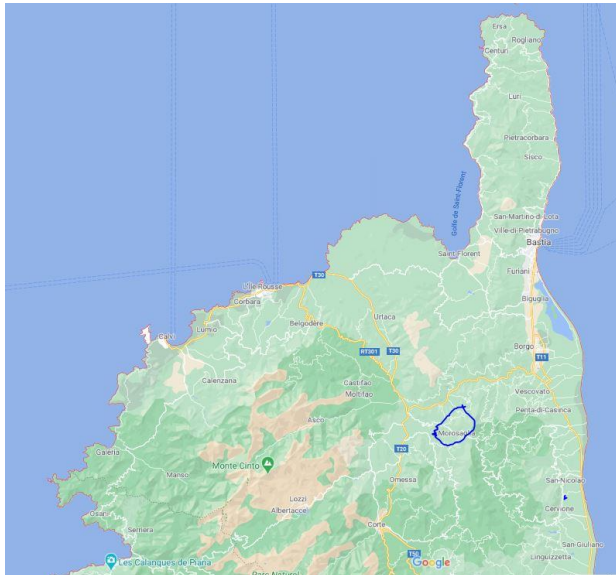 Ersa
Rogliano
Centuri
Luri
Pietracorbara
Sisco
Golfe de Saint-Florent
San-Martino-di-Lota
Ville-di-Pietrabugno
Bastia
Saint-Florent
Furiani
T30
L'Île-Rousse
Corbara
Biguglia
Urtaca
Belgodère
Lumio
Calvi
Borgo
RT301
T30
T11
Calenzana
Castifao
Moltifao
Vescovato
Penta-di-Casinca
Asco
Morosaglia
T20
Galéria
Manso
Monte Cinto
Omessa
San-Nicolao
Lozzi
Albertacce
Cervione
Osani
Serriera
Corte
San-Giuliano
Linguizzetta
T50
Google
Les Calanques de Piana
Parc Naturel